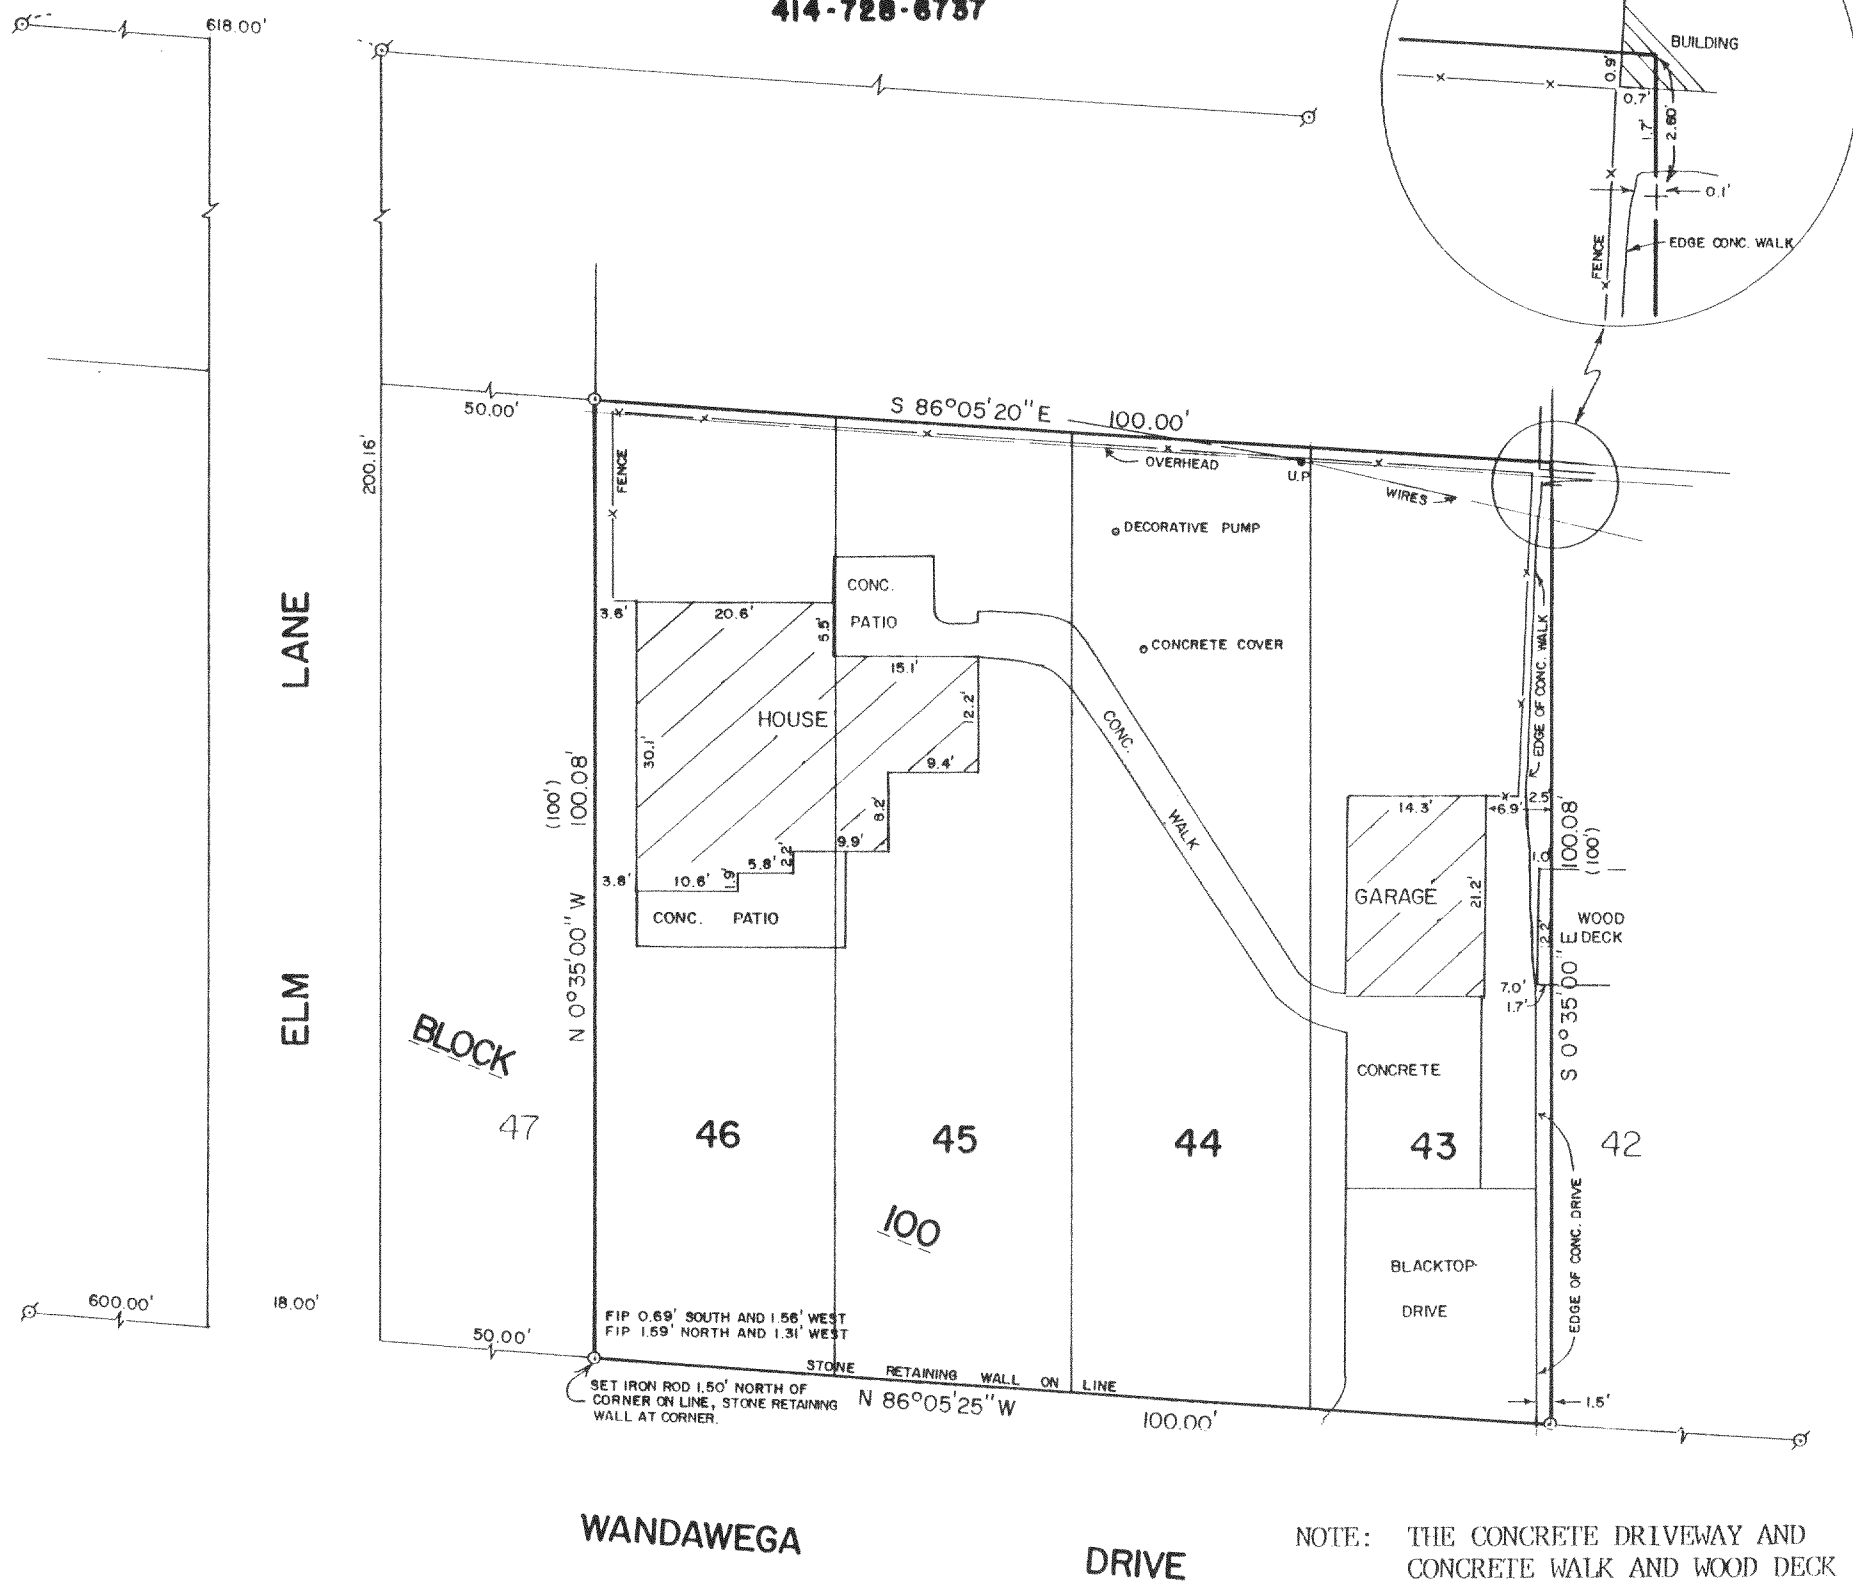 414-728-6737
618.00'
BUILDING
0.9'
0.7'
1.7'
2.60'
0.1'
FENCE
EDGE CONC. WALK
50.00'
S 86°05'20"E
100.00'
200.16'
FENCE
OVERHEAD
U.P.
WIRES
DECORATIVE PUMP
CONC.
PATIO
CONCRETE COVER
3.6'
20.6'
5.5'
15.1'
HOUSE
12.2'
30.1'
9.4'
8.2'
9.9'
2.2'
5.8'
1.9'
10.6'
3.8'
CONC. PATIO
CONC.
WALK
EDGE OF CONC. WALK
14.3'
6.9'
2.5'
1.0'
GARAGE
21.2'
2.2'
WOOD
DECK
7.0'
1.7'
(100')
100.08'
N 0°35'00" W
100.08
(100')
S 0°35'00" E
LANE
ELM
BLOCK
CONCRETE
47
46
45
44
43
42
100
BLACKTOP
DRIVE
EDGE OF CONC. DRIVE
600.00'
18.00'
50.00'
FIP 0.69' SOUTH AND 1.56' WEST
FIP 1.59' NORTH AND 1.31' WEST
STONE RETAINING WALL ON LINE
SET IRON ROD 1.50' NORTH OF
CORNER ON LINE, STONE RETAINING
WALL AT CORNER.
N 86°05'25" W
100.00'
1.5'
WANDAWEGA DRIVE
NOTE: THE CONCRETE DRIVEWAY AND
CONCRETE WALK AND WOOD DECK